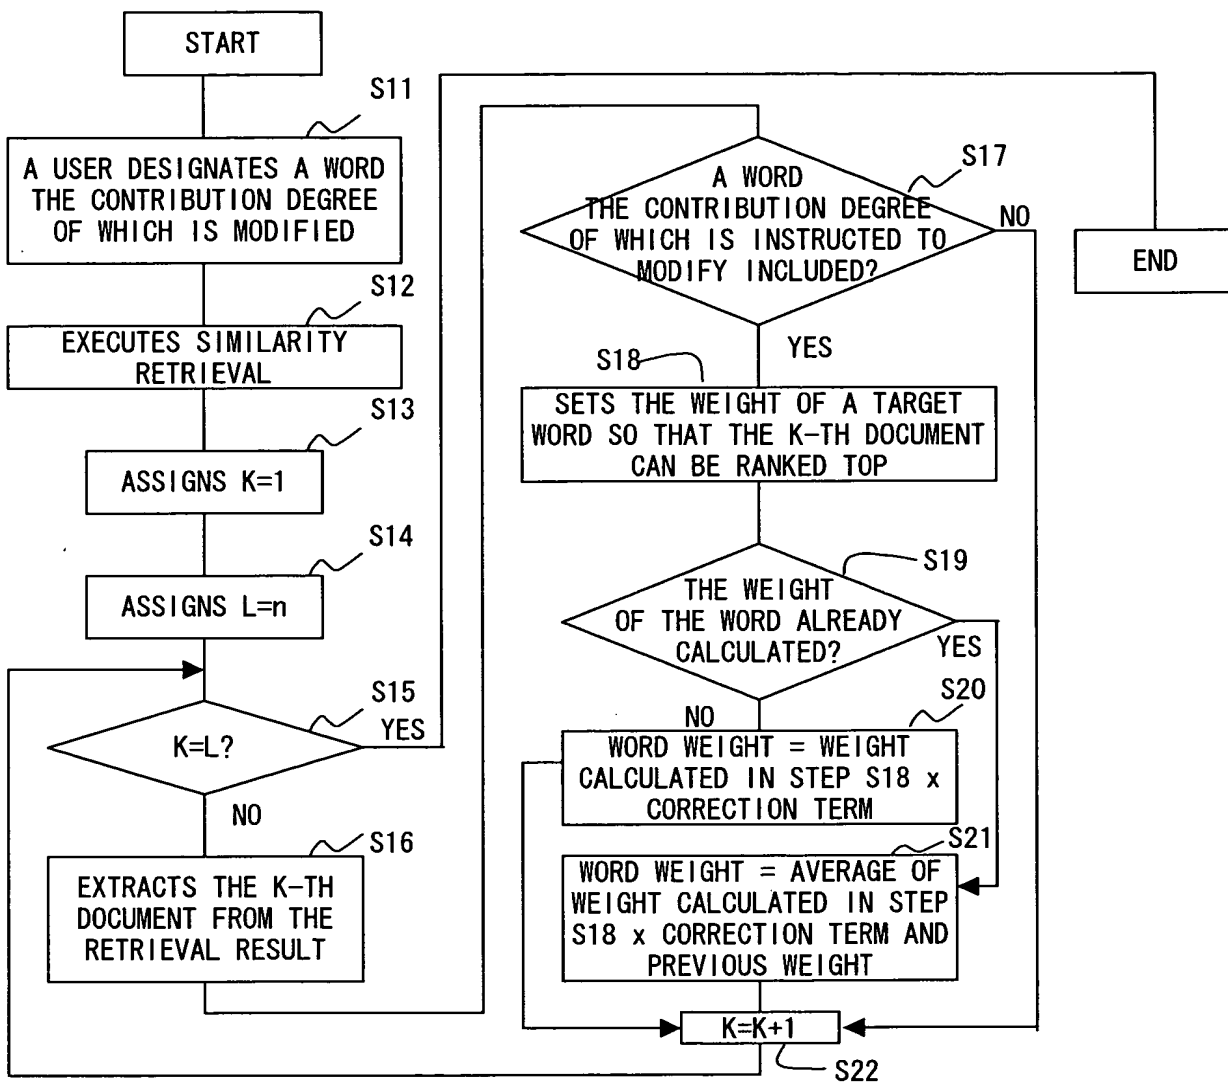 START
S11
A USER DESIGNATES A WORD
THE CONTRIBUTION DEGREE
OF WHICH IS MODIFIED
S12
EXECUTES SIMILARITY
RETRIEVAL
S13
ASSIGNS K=1
S14
ASSIGNS L=n
S15
K=L?
YES
NO
S16
EXTRACTS THE K-TH
DOCUMENT FROM THE
RETRIEVAL RESULT
S17
A WORD
THE CONTRIBUTION DEGREE
OF WHICH IS INSTRUCTED TO
MODIFY INCLUDED?
NO
YES
END
S18
SETS THE WEIGHT OF A TARGET
WORD SO THAT THE K-TH DOCUMENT
CAN BE RANKED TOP
S19
THE WEIGHT
OF THE WORD ALREADY
CALCULATED?
YES
NO
S20
WORD WEIGHT = WEIGHT
CALCULATED IN STEP S18 x
CORRECTION TERM
S21
WORD WEIGHT = AVERAGE OF
WEIGHT CALCULATED IN STEP
S18 x CORRECTION TERM AND
PREVIOUS WEIGHT
K=K+1
S22